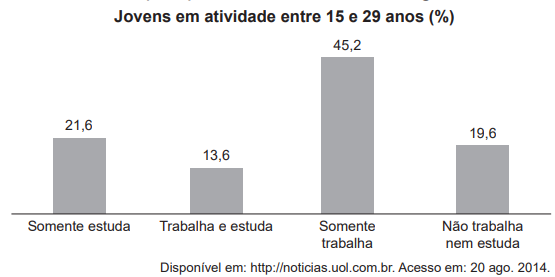 Jovens em atividade entre 15 e 29 anos (%)
45,2
21,6
19,6
13,6
Somente estuda
Trabalha e estuda
Somente
trabalha
Não trabalha
nem estuda
Disponível em: http://noticias.uol.com.br. Acesso em: 20 ago. 2014.